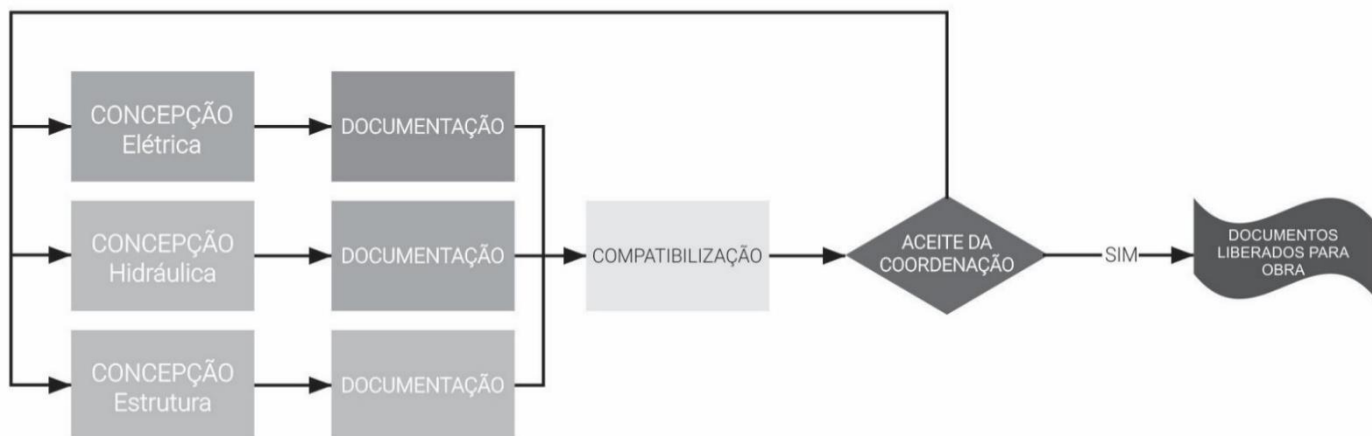 CONCEPÇÃO
Elétrica
DOCUMENTAÇÃO
CONCEPÇÃO
Hidráulica
DOCUMENTAÇÃO
CONCEPÇÃO
Estrutura
DOCUMENTAÇÃO
COMPATIBILIZAÇÃO
ACEITE DA
COORDENAÇÃO
SIM
DOCUMENTOS
LIBERADOS PARA
OBRA